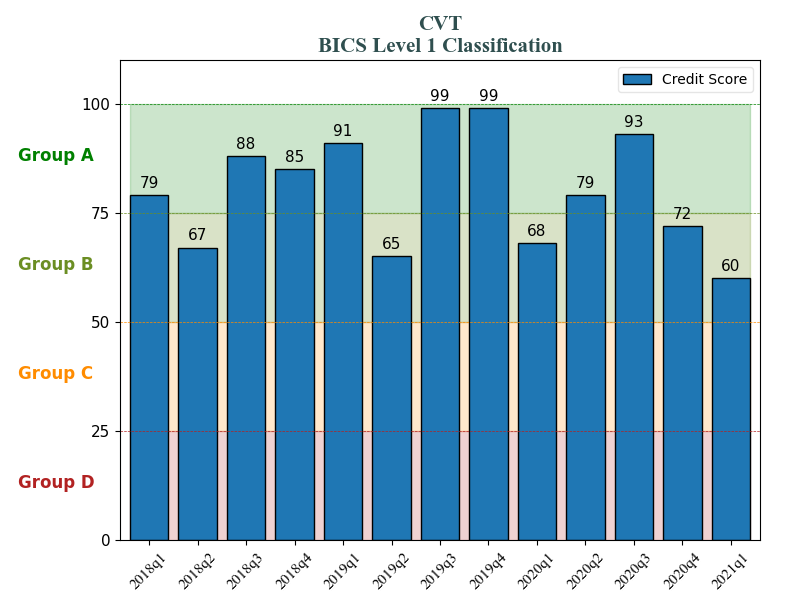 CVT
BICS Level 1 Classification
Credit Score
100
75
50
25
0
Group A
Group B
Group C
Group D
79
67
88
85
91
65
99
99
68
79
93
72
60
2018q1
2018q2
2018q3
2018q4
2019q1
2019q2
2019q3
2019q4
2020q1
2020q2
2020q3
2020q4
2021q1